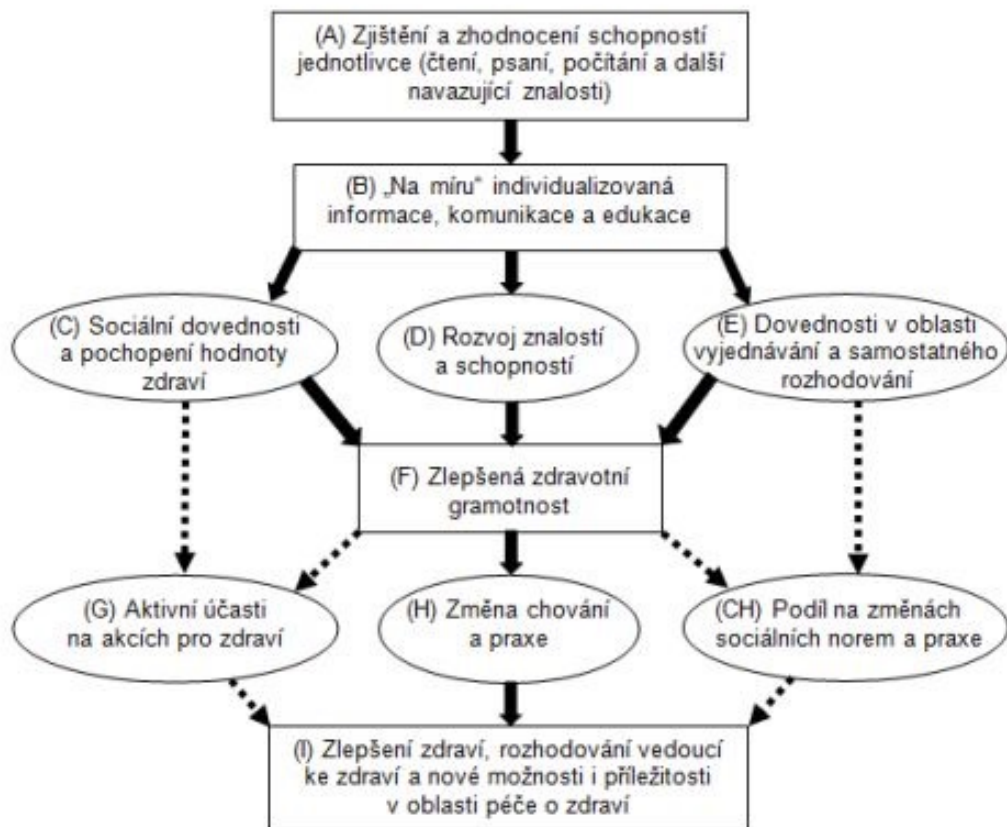 (A) Zjištění a zhodnocení schopností
jednotlivce (čtení, psaní, počítání a další
navazující znalosti)
(B) „Na míru“ individualizovaná
informace, komunikace a edukace
(C) Sociální dovednosti
a pochopení hodnoty
zdraví
(D) Rozvoj znalostí
a schopností
(E) Dovednosti v oblasti
vyjednávání a samostatného
rozhodování
(F) Zlepšená zdravotní
gramotnost
(G) Aktivní účasti
na akcích pro zdraví
(H) Změna chování
a praxe
(CH) Podíl na změnách
sociálních norem a praxe
(I) Zlepšení zdraví, rozhodování vedoucí
ke zdraví a nové možnosti i příležitosti
v oblasti péče o zdraví